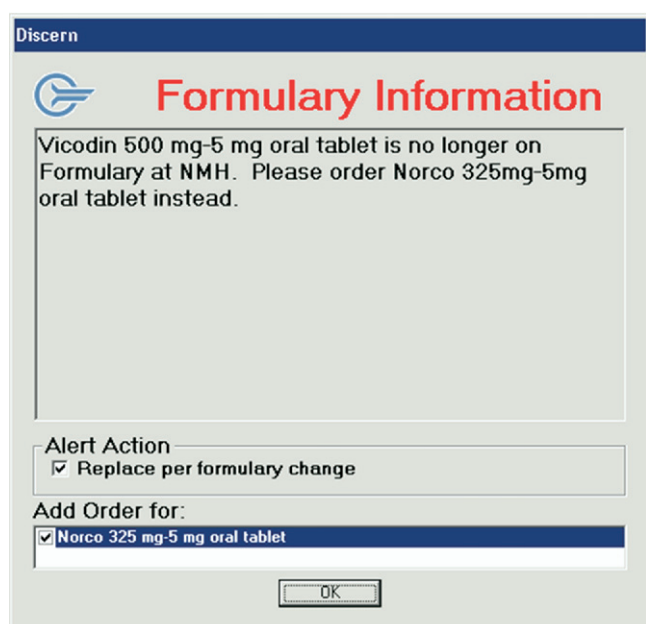 Discern
Formulary Information
Vicodin 500 mg-5 mg oral tablet is no longer on
Formulary at NMH.  Please order Norco 325mg-5mg
oral tablet instead.
Alert Action
Replace per formulary change
Add Order for:
Norco 325 mg-5 mg oral tablet
OK